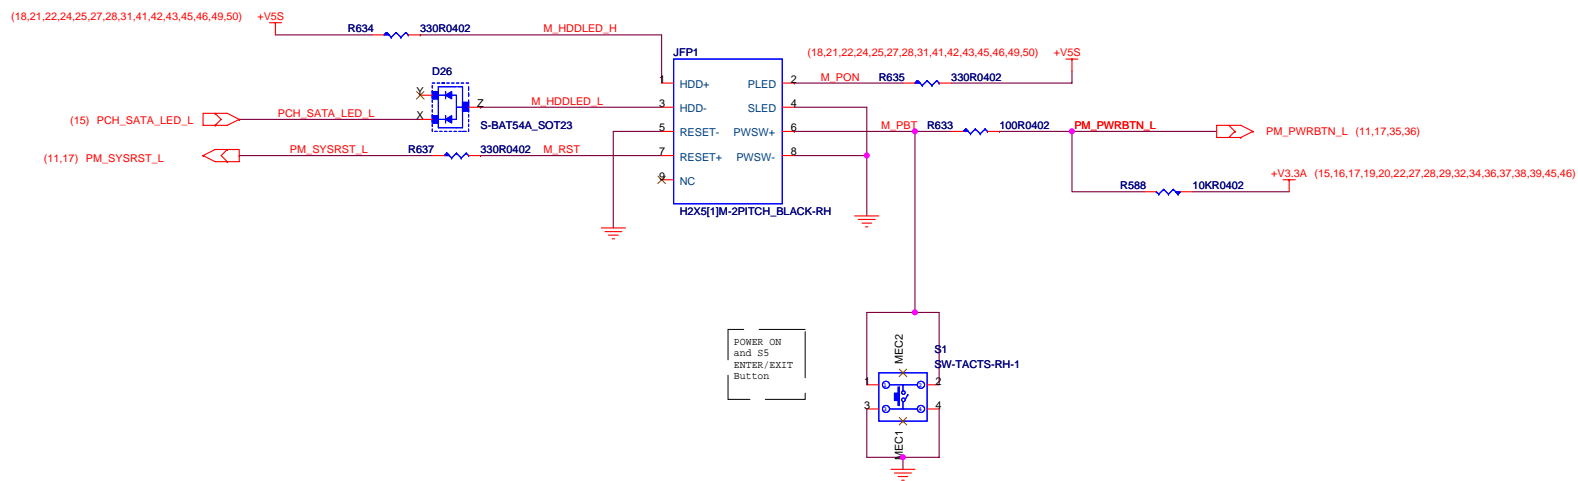 (18,21,22,24,25,27,28,31,41,42,43,45,46,49,50) +V5S
R634 330R0402 M_HDDLED_H
JFP1
(18,21,22,24,25,27,28,31,41,42,43,45,46,49,50) +V5S
D26
1 HDD+ PLED 2 M_PON R635 330R0402
Y
Z M_HDDLED_L 3 HDD- SLED 4
(15) PCH_SATA_LED_L PCH_SATA_LED_L X
S-BAT54A_SOT23
5 RESET- PWSW+ 6 M_PBT R633 100R0402 PM_PWRBTN_L PM_PWRBTN_L (11,17,35,36)
(11,17) PM_SYSRST_L PM_SYSRST_L R637 330R0402 M_RST 7 RESET+ PWSW- 8
+V3.3A (15,16,17,19,20,22,27,28,29,32,34,36,37,38,39,45,46)
9 NC
R588 10KR0402
H2X5[1]M-2PITCH_BLACK-RH
POWER ON
and S5
ENTER/EXIT
Button
MEC2
S1
SW-TACTS-RH-1
1 2
3 4
MEC1